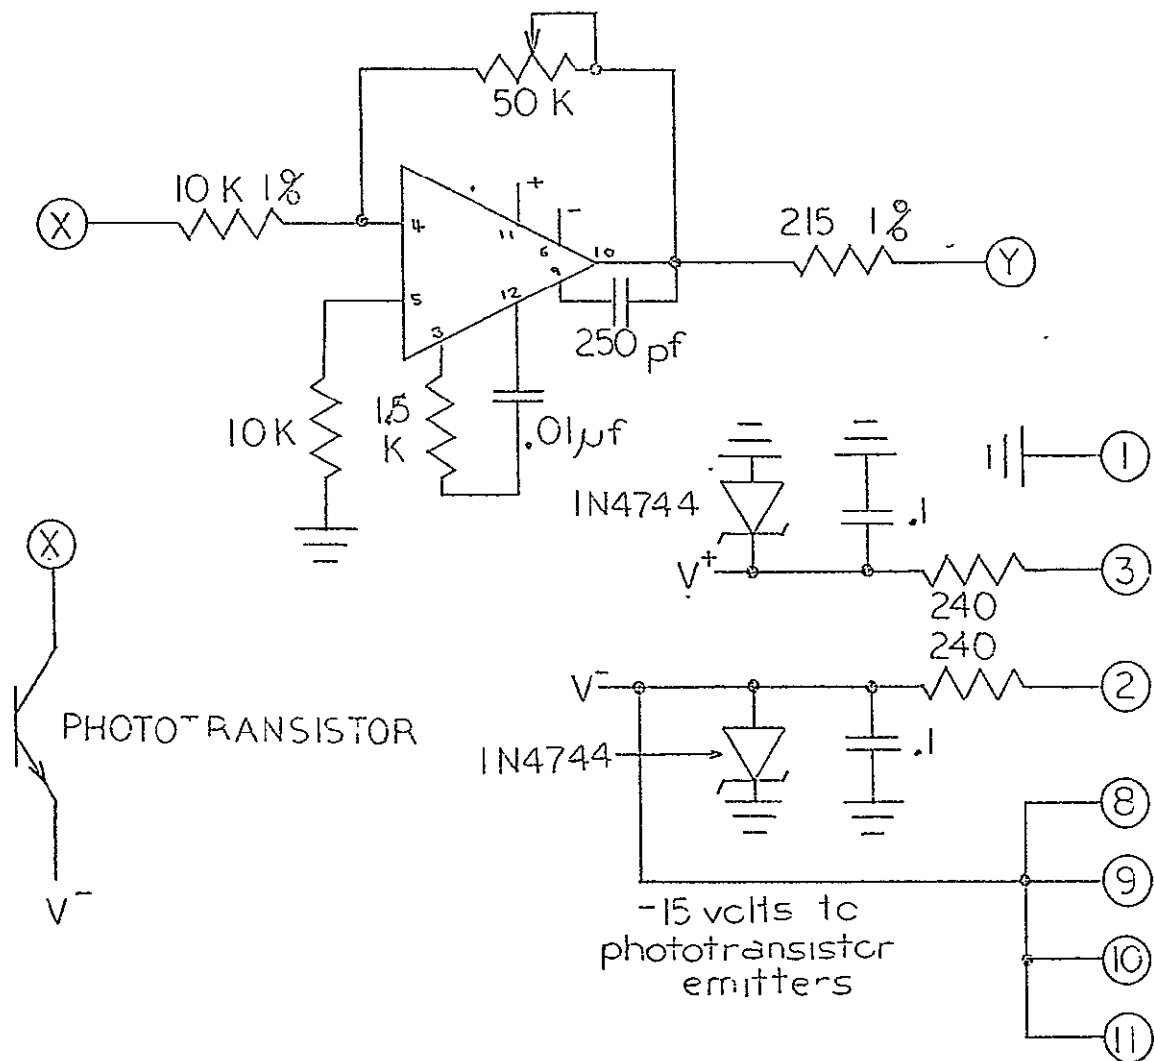 50 K
10 K 1%
X
4
+
11
-
6
10
9
215 1%
Y
5
12
3
250 pf
10K
1.5
K
.01µf
1
1N4744
.1
X
V+
3
240
240
V-
2
PHOTOTRANSISTOR
1N4744
.1
8
V-
9
-15 volts to
phototransistor
emitters
10
11